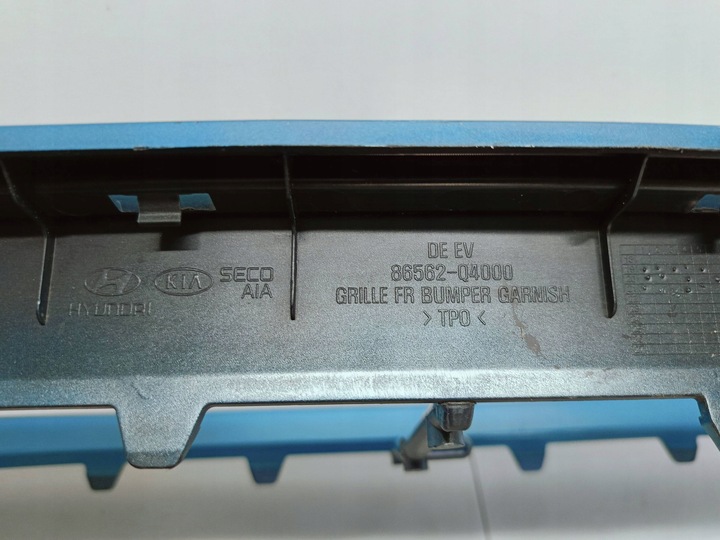 HYUNDAI
KIA
SECO
AIA
DE EV
86562-Q4000
GRILLE FR BUMPER GARNISH
> TPO <